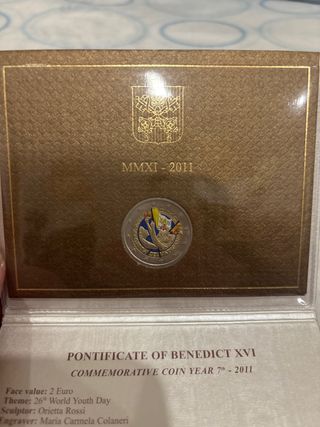 MMXI - 2011
PONTIFICATE OF BENEDICT XVI
COMMEMORATIVE COIN YEAR 7th - 2011
Face value: 2 Euro
Theme: 26th World Youth Day
Sculptor: Orietta Rossi
Engraver: Maria Carmela Colaneri